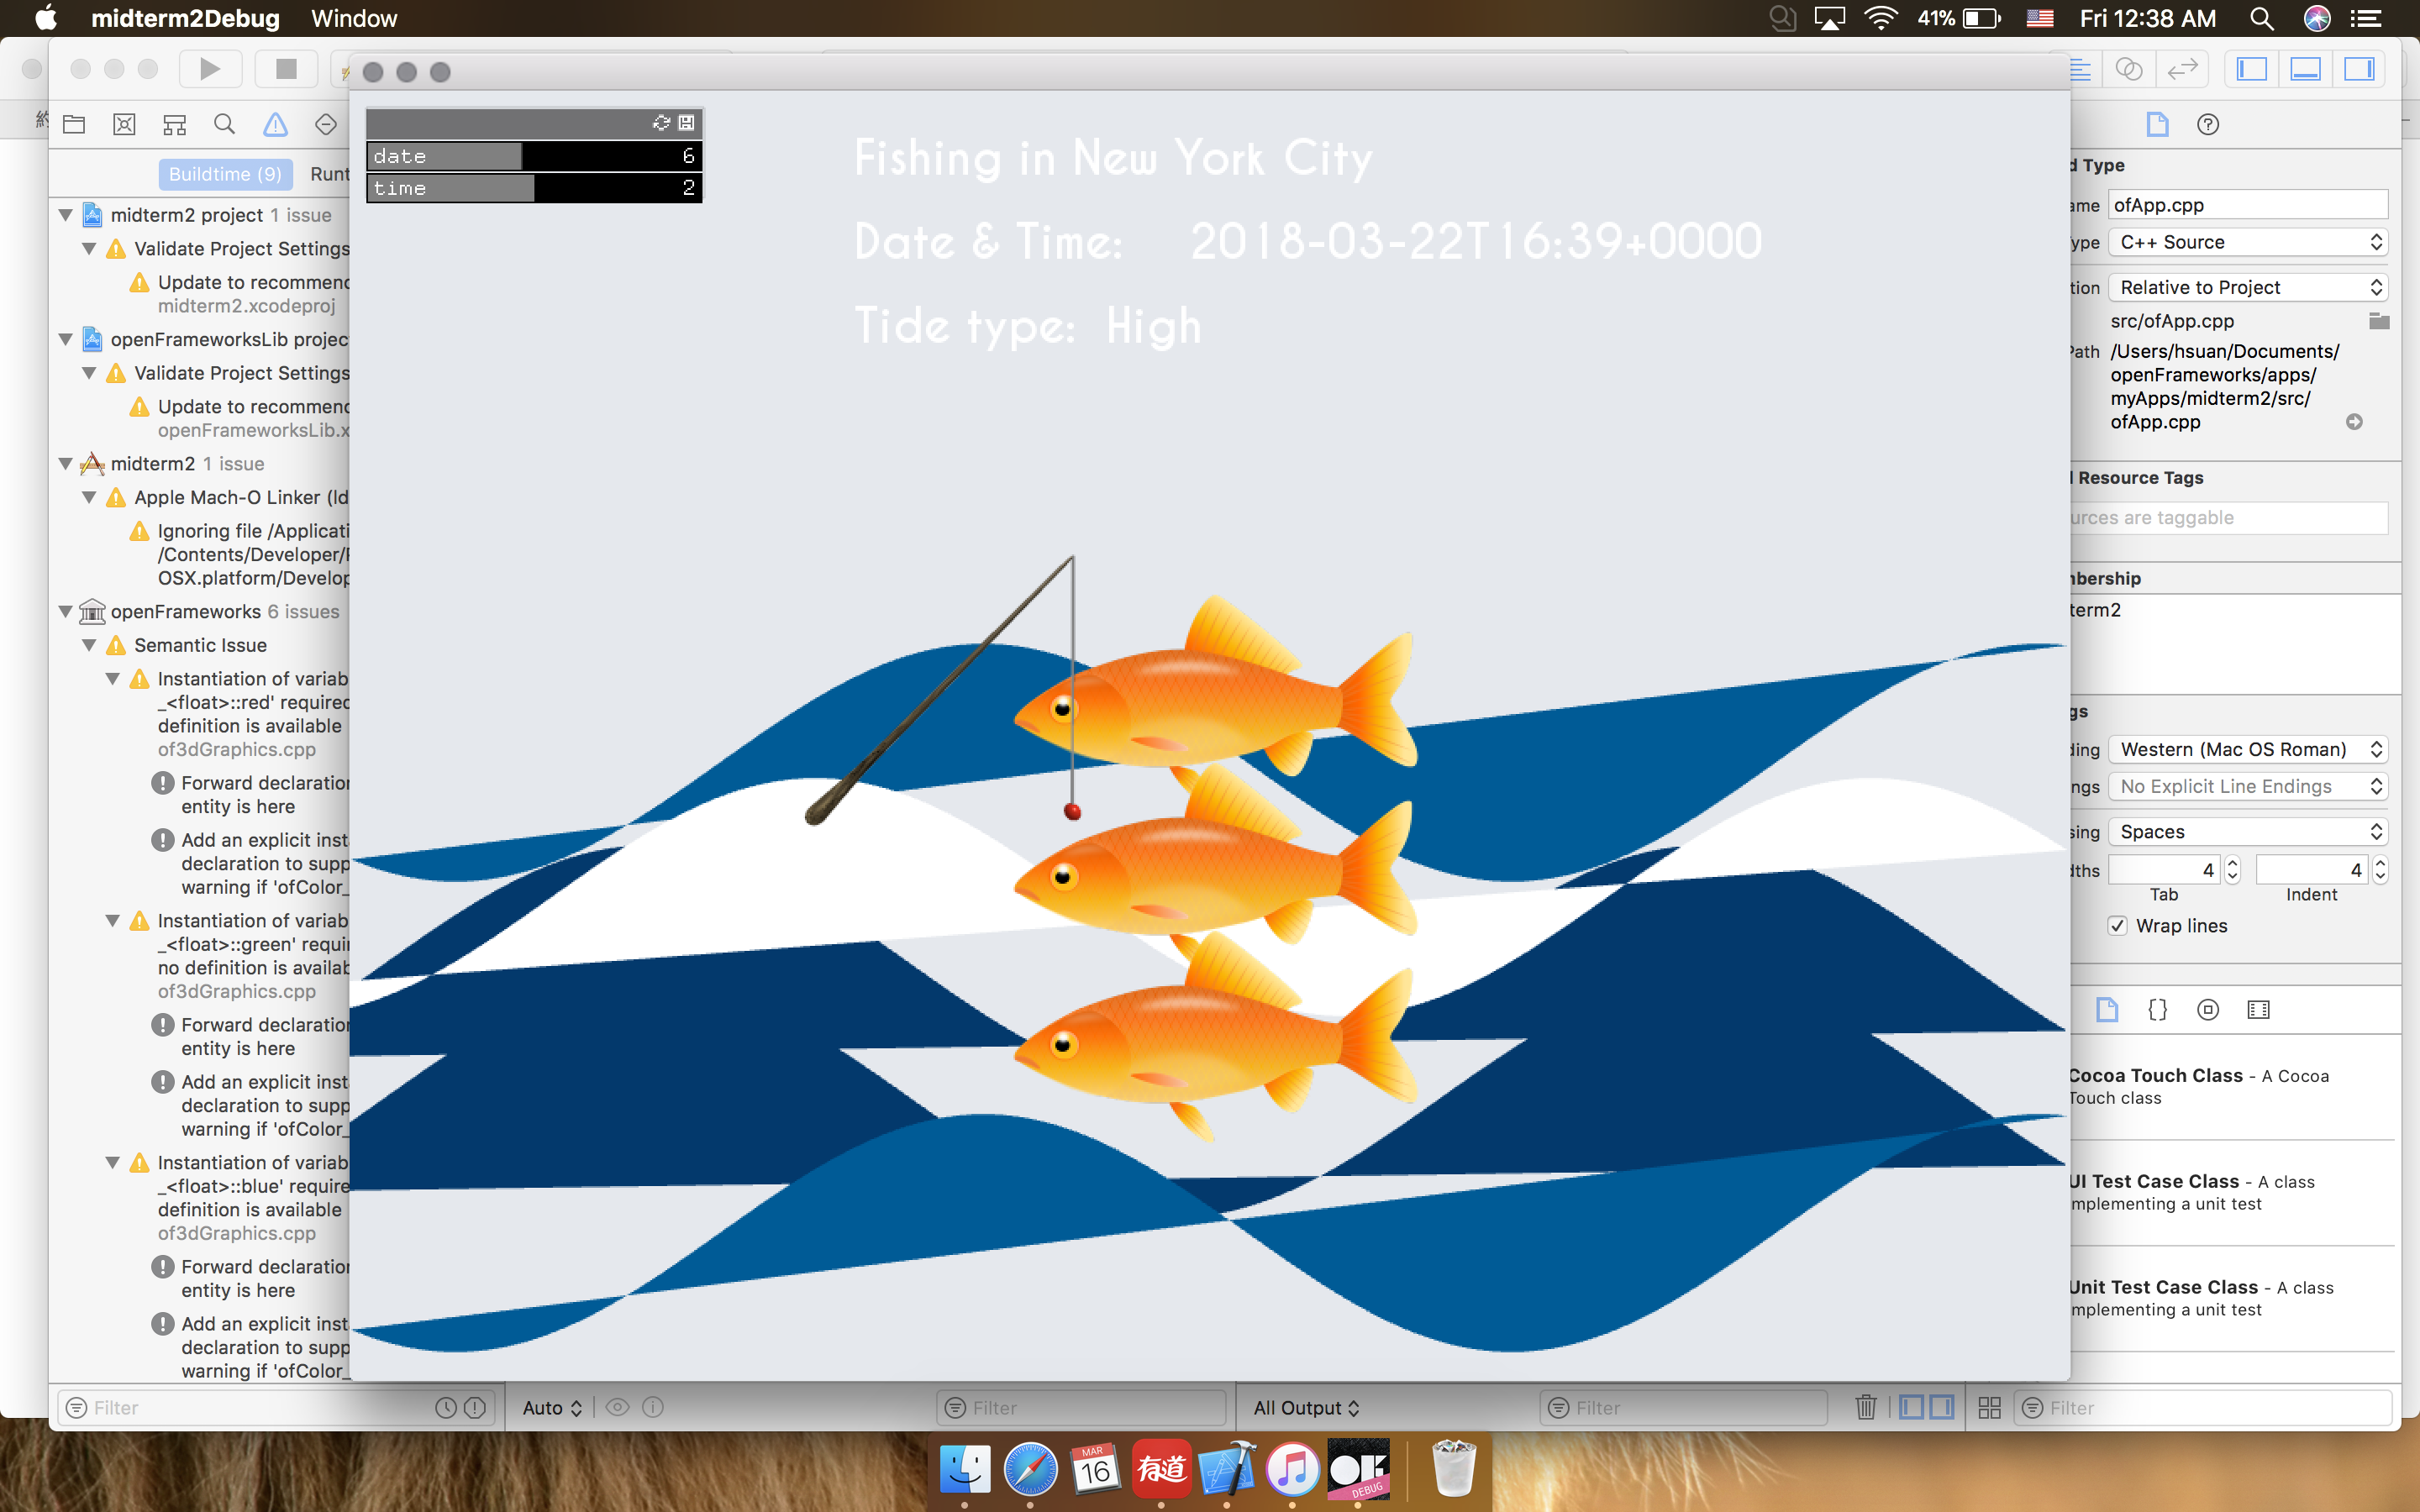 midterm2Debug Window
41% Fri 12:38 AM
date 6
time 2
Fishing in New York City
Date & Time: 2018-03-22T16:39+0000
Tide type: High
Buildtime (9) Runt
midterm2 project 1 issue
Validate Project Settings
Update to recommend
midterm2.xcodeproj
openFrameworksLib projec
Validate Project Settings
Update to recommend
openFrameworksLib.x
midterm2 1 issue
Apple Mach-O Linker (ld
Ignoring file /Applicati
/Contents/Developer/P
OSX.platform/Develop
openFrameworks 6 issues
Semantic Issue
Instantiation of variab
_<float>::red' required
definition is available
of3dGraphics.cpp
Forward declaration
entity is here
Add an explicit inst
declaration to supp
warning if 'ofColor_
Instantiation of variab
_<float>::green' requir
no definition is availab
of3dGraphics.cpp
Forward declaration
entity is here
Add an explicit inst
declaration to supp
warning if 'ofColor_
Instantiation of variab
_<float>::blue' require
definition is available
of3dGraphics.cpp
Forward declaration
entity is here
Add an explicit inst
declaration to supp
warning if 'ofColor_
d Type
ame ofApp.cpp
ype C++ Source
tion Relative to Project
src/ofApp.cpp
Path /Users/hsuan/Documents/
openFrameworks/apps/
myApps/midterm2/src/
ofApp.cpp
Resource Tags
urces are taggable
bership
term2
gs
ding Western (Mac OS Roman)
ngs No Explicit Line Endings
sing Spaces
dths 4 4
Tab Indent
Wrap lines
Cocoa Touch Class - A Cocoa
Touch class
UI Test Case Class - A class
mplementing a unit test
Unit Test Case Class - A class
mplementing a unit test
Filter Auto Filter All Output Filter Filter
MAR
16
有道
OF
DEBUG